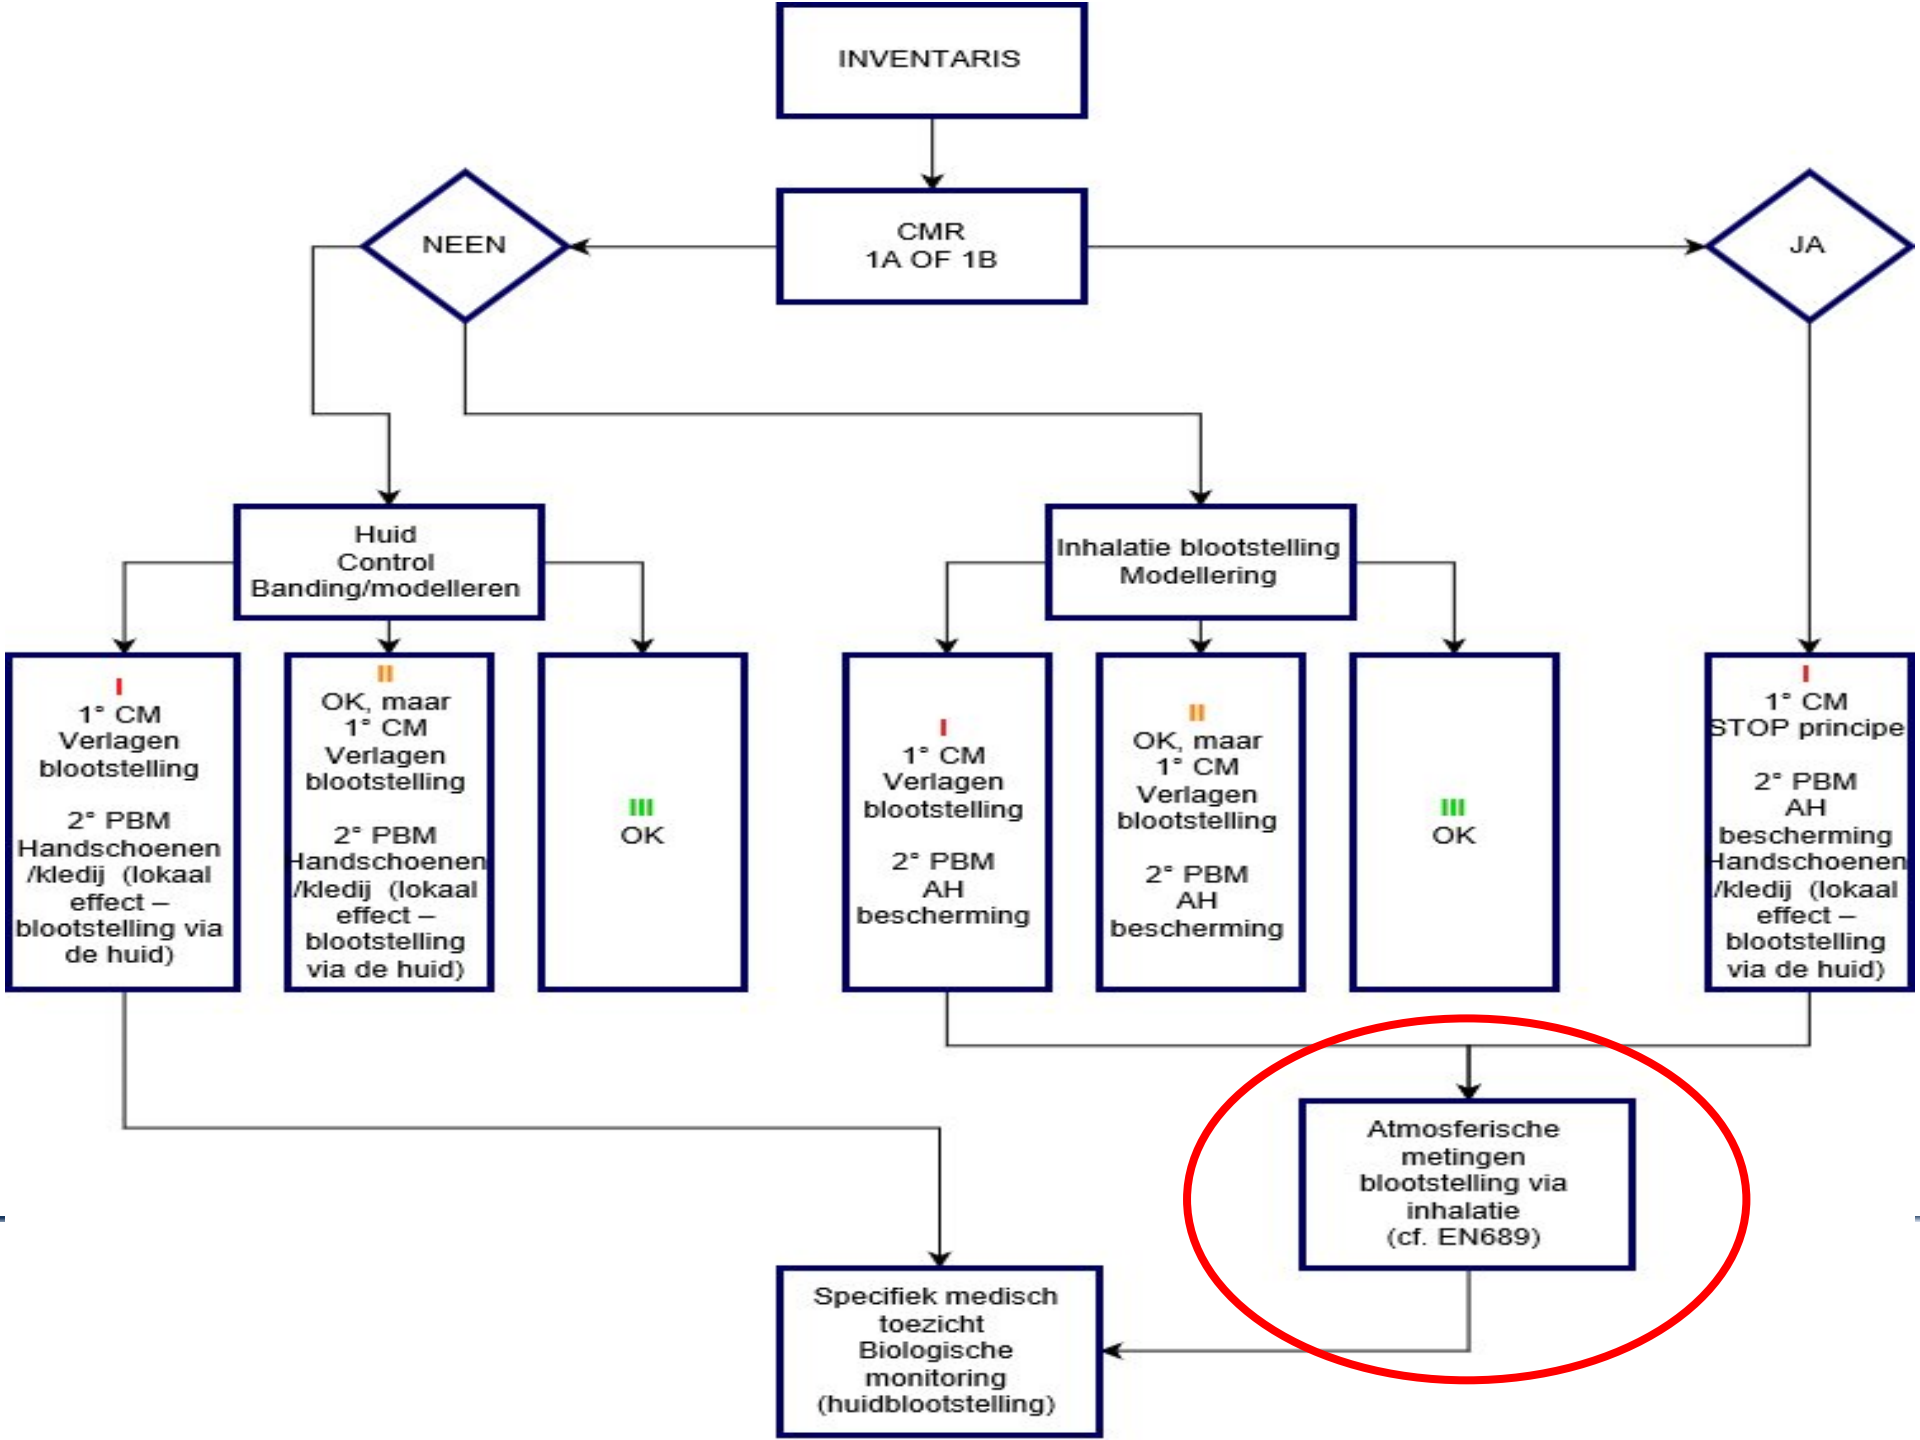 INVENTARIS
NEEN
CMR
1A OF 1B
JA
Huid
Control
Banding/modelleren
Inhalatie blootstelling
Modellering
I
1° CM
Verlagen
blootstelling
2° PBM
Handschoenen
/kledij (lokaal
effect –
blootstelling via
de huid)
II
OK, maar
1° CM
Verlagen
blootstelling
2° PBM
Handschoenen
/kledij (lokaal
effect –
blootstelling
via de huid)
III
OK
I
1° CM
Verlagen
blootstelling
2° PBM
AH
bescherming
II
OK, maar
1° CM
Verlagen
blootstelling
2° PBM
AH
bescherming
III
OK
I
1° CM
STOP principe
2° PBM
AH
bescherming
Handschoenen
/kledij (lokaal
effect –
blootstelling
via de huid)
Atmosferische
metingen
blootstelling via
inhalatie
(cf. EN689)
Specifiek medisch
toezicht
Biologische
monitoring
(huidblootstelling)